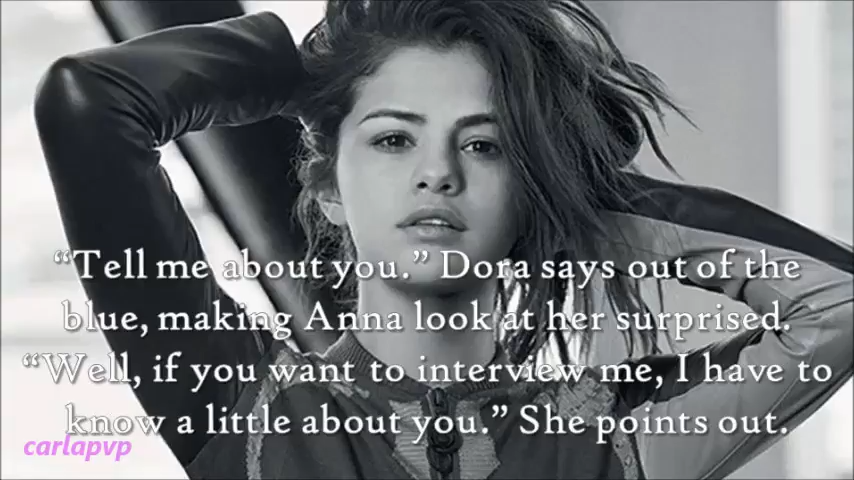 “Tell me about you.” Dora says out of the
blue, making Anna look at her surprised.
“Well, if you want to interview me, I have to
know a little about you.” She points out.
carlapvp